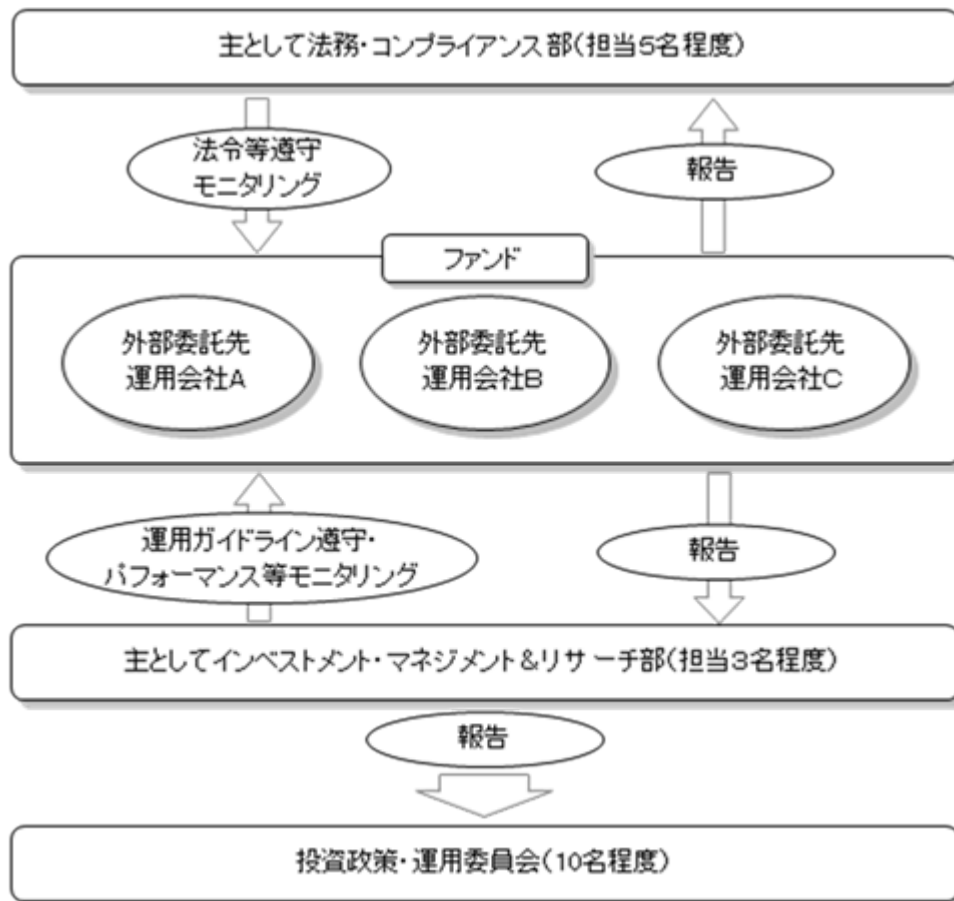 主として法務・コンプライアンス部(担当5名程度)
法令等遵守
モニタリング
報告
ファンド
外部委託先
運用会社A
外部委託先
運用会社B
外部委託先
運用会社C
運用ガイドライン遵守・
パフォーマンス等モニタリング
報告
主としてインベストメント・マネジメント&リサーチ部(担当3名程度)
報告
投資政策・運用委員会(10名程度)